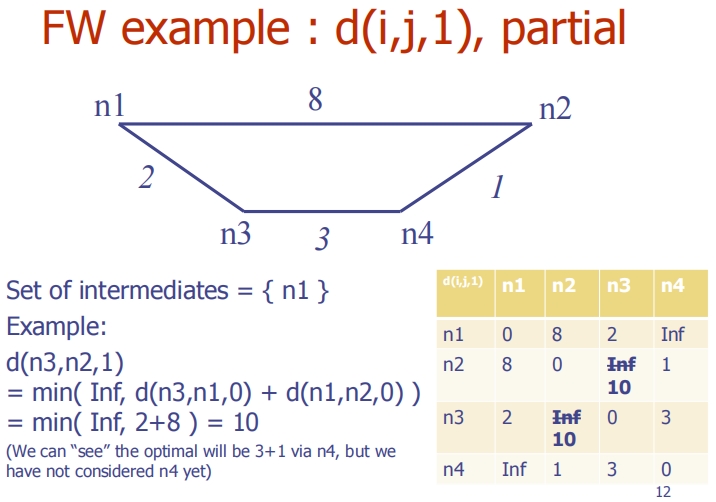 FW example : d(i,j,1), partial
8
n1
n2
2
1
n3
3
n4
Set of intermediates = { n1 }
Example:
d(n3,n2,1)
= min( Inf, d(n3,n1,0) + d(n1,n2,0) )
= min( Inf, 2+8 ) = 10
(We can “see” the optimal will be 3+1 via n4, but we
have not considered n4 yet)
d(i,j,1) n1 n2 n3 n4
n1 0 8 2 Inf
n2 8 0 Inf 1
10
n3 2 Inf 0 3
10
n4 Inf 1 3 0
12